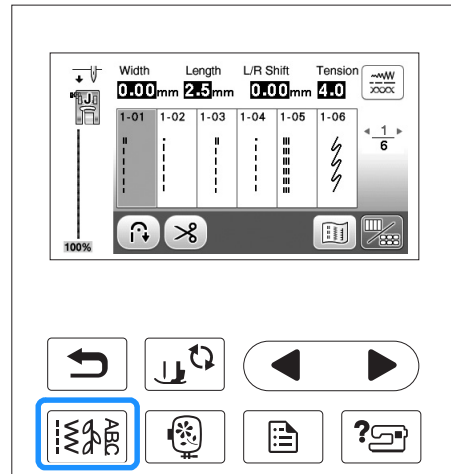 Width Length L/R Shift Tension
0.00mm 2.5mm 0.00mm 4.0
J
1-01 1-02 1-03 1-04 1-05 1-06
1
6
100%
ABC
?